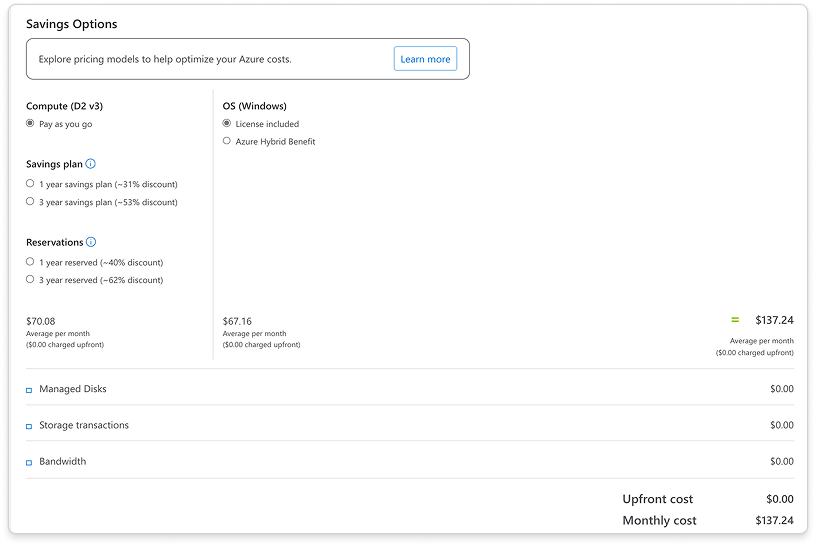 Savings Options
Explore pricing models to help optimize your Azure costs.
Learn more
Compute (D2 v3)
Pay as you go
Savings plan
1 year savings plan (~31% discount)
3 year savings plan (~53% discount)
Reservations
1 year reserved (~40% discount)
3 year reserved (~62% discount)
$70.08
Average per month
($0.00 charged upfront)
OS (Windows)
License included
Azure Hybrid Benefit
$67.16
Average per month
($0.00 charged upfront)
= $137.24
Average per month
($0.00 charged upfront)
Managed Disks $0.00
Storage transactions $0.00
Bandwidth $0.00
Upfront cost $0.00
Monthly cost $137.24